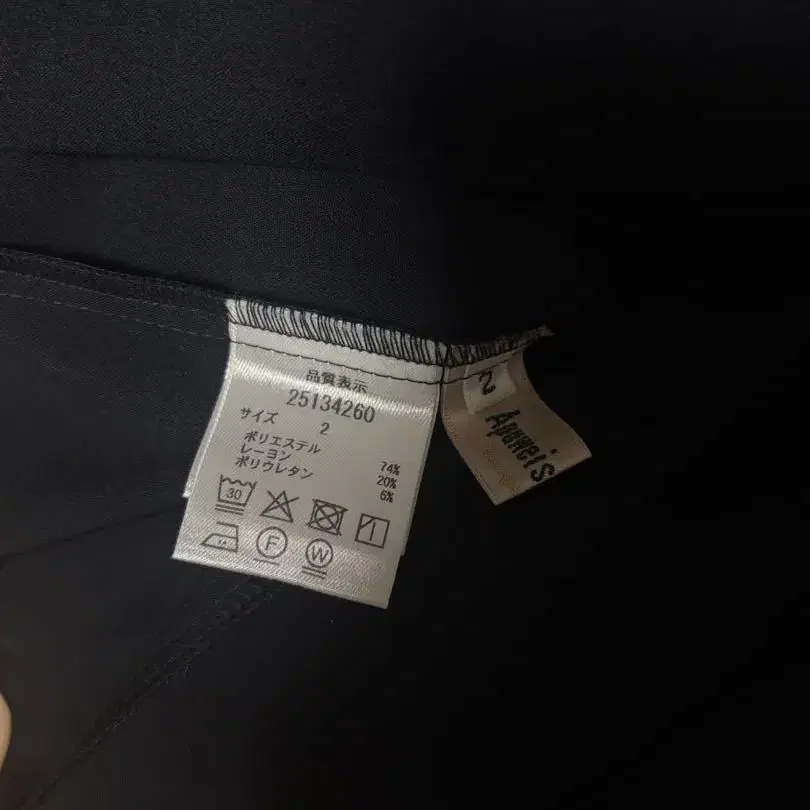 品質表示
25134260
サイズ
2
ポリエステル 74%
レーヨン 20%
ポリウレタン 6%
30
F
W
2
Apuweis